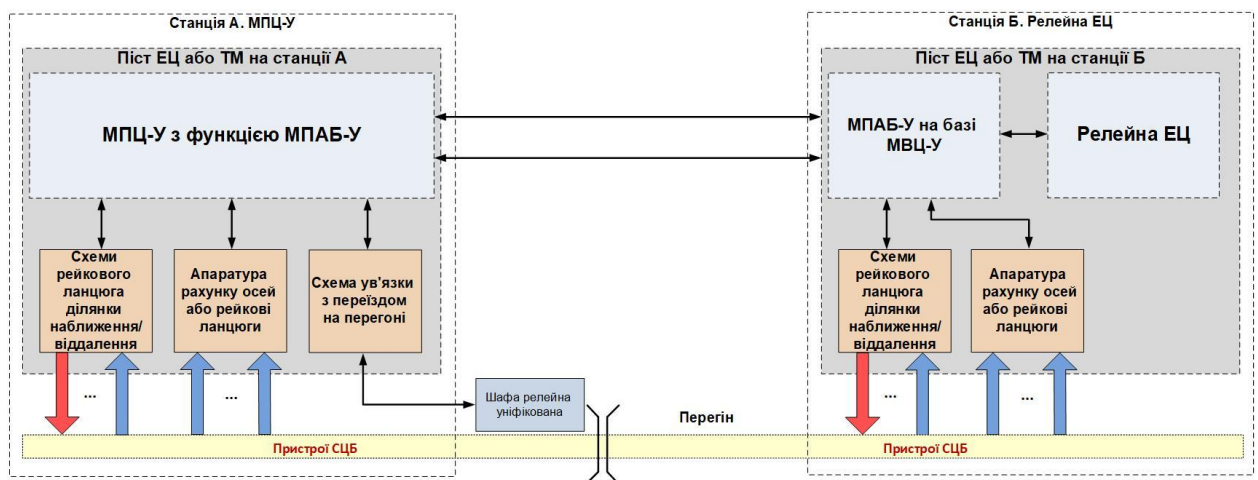 Станція А. МПЦ-У
Піст ЕЦ або ТМ на станції А
МПЦ-У з функцією МПАБ-У
Схеми
рейкового
ланцюга
ділянки
наближення/
віддалення
Апаратура
рахунку осей
або рейкові
ланцюги
Схема ув'язки
з переїздом
на перегоні
...
...
Шафа релейна
уніфікована
Перегін
Пристрої СЦБ
Станція Б. Релейна ЕЦ
Піст ЕЦ або ТМ на станції Б
МПАБ-У на базі
МВЦ-У
Релейна ЕЦ
Схеми
рейкового
ланцюга
ділянки
наближення/
віддалення
Апаратура
рахунку осей
або рейкові
ланцюги
...
...
Пристрої СЦБ